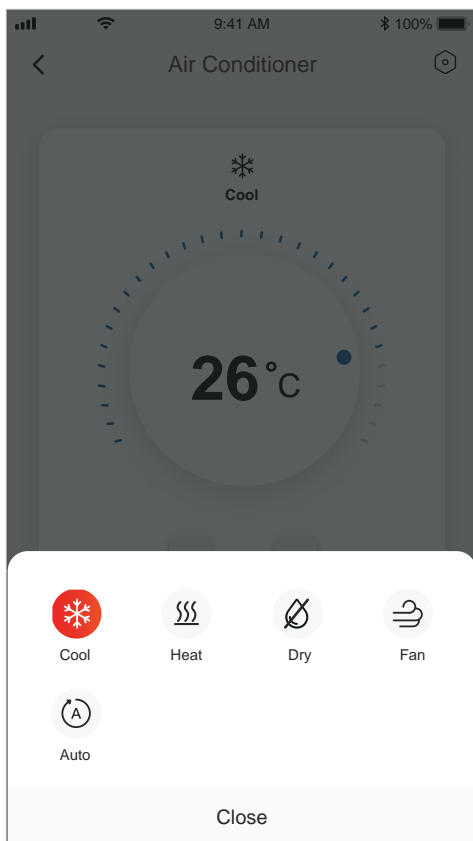 9:41 AM 100%
Air Conditioner
Cool
26°C
Cool Heat Dry Fan
A
Auto
Close